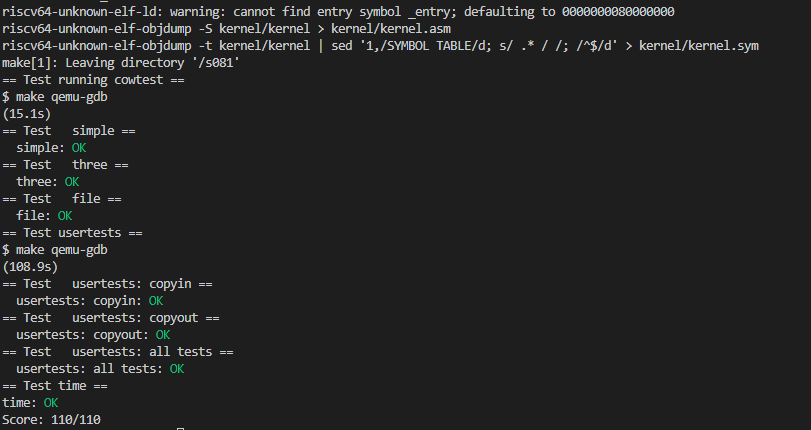 riscv64-unknown-elf-ld: warning: cannot find entry symbol _entry; defaulting to 0000000080000000
riscv64-unknown-elf-objdump -S kernel/kernel > kernel/kernel.asm
riscv64-unknown-elf-objdump -t kernel/kernel | sed '1,/SYMBOL TABLE/d; s/ .* / /; /^$/d' > kernel/kernel.sym
make[1]: Leaving directory '/s081'
== Test running cowtest ==
$ make qemu-gdb
(15.1s)
== Test   simple ==
  simple: OK
== Test   three ==
  three: OK
== Test   file ==
  file: OK
== Test usertests ==
$ make qemu-gdb
(108.9s)
== Test   usertests: copyin ==
  usertests: copyin: OK
== Test   usertests: copyout ==
  usertests: copyout: OK
== Test   usertests: all tests ==
  usertests: all tests: OK
== Test time ==
time: OK
Score: 110/110